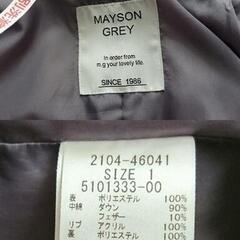 MAYSON
GREY
In order from
m.g your lovely life.
SINCE 1986
2104-46041
SIZE 1
5101333-00
表 ポリエステル 100%
中綿 ダウン 90%
フェザー 10%
リブ アクリル 100%
裏 ポリエステル 100%